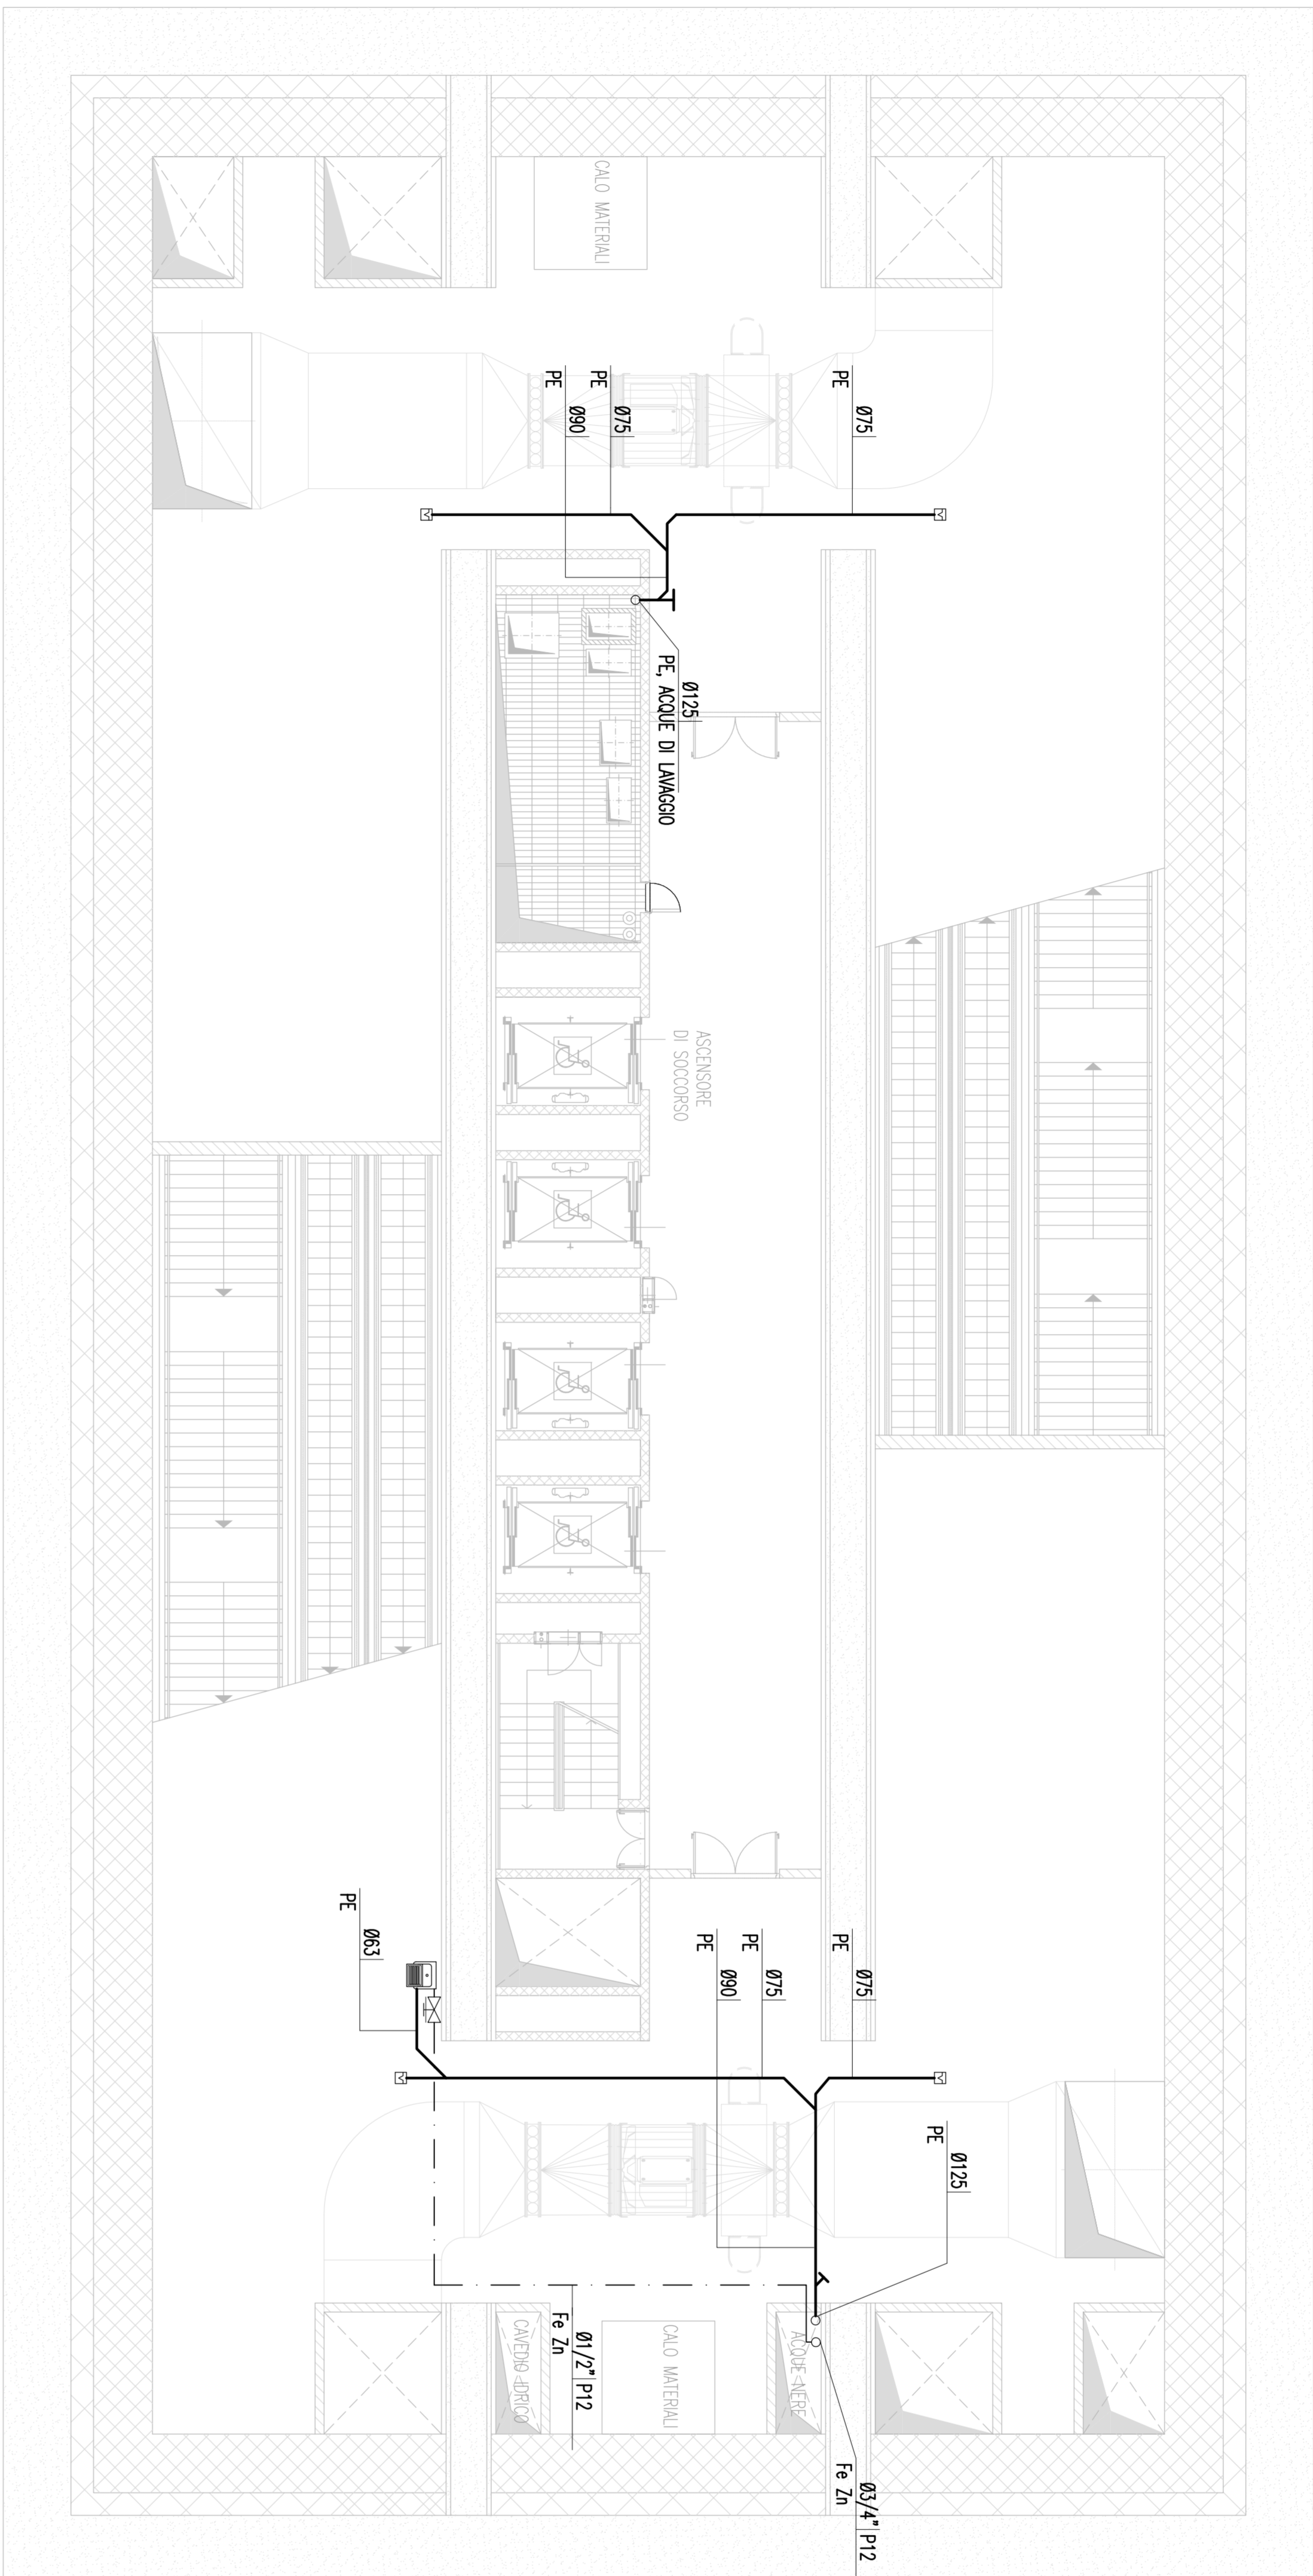 CALO MATERIALI
PE
Ø75
PE
Ø75
PE
Ø90
Ø125
PE, ACQUE DI LAVAGGIO
ASCENSORE
DI SOCCORSO
PE
Ø75
PE
Ø75
PE
Ø90
PE
Ø63
Ø125
PE
ACQUE NERE
CALO MATERIALI
CAVEDIO IDRICO
Ø1/2" P12
Fe Zn
Ø3/4" P12
Fe Zn